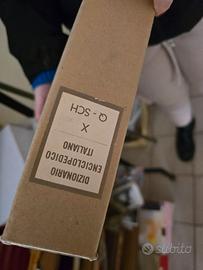 DIZIONARIO
ENCICLOPEDICO
ITALIANO
X
Q - SCH
subito